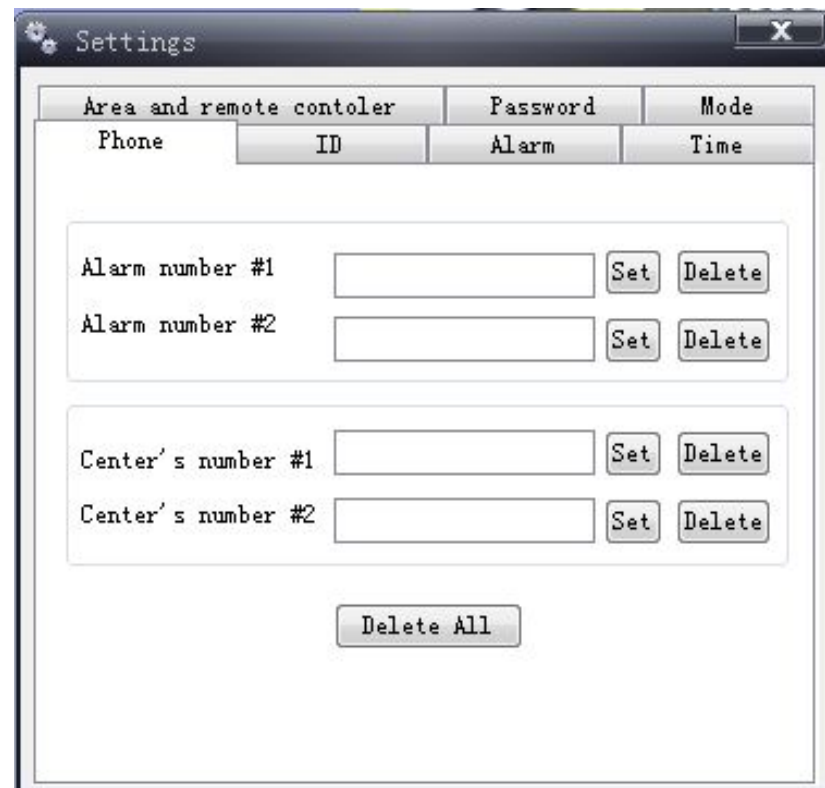 Settings
Area and remote contoler Password Mode
Phone ID Alarm Time
Alarm number #1 Set Delete
Alarm number #2 Set Delete
Center's number #1 Set Delete
Center's number #2 Set Delete
Delete All